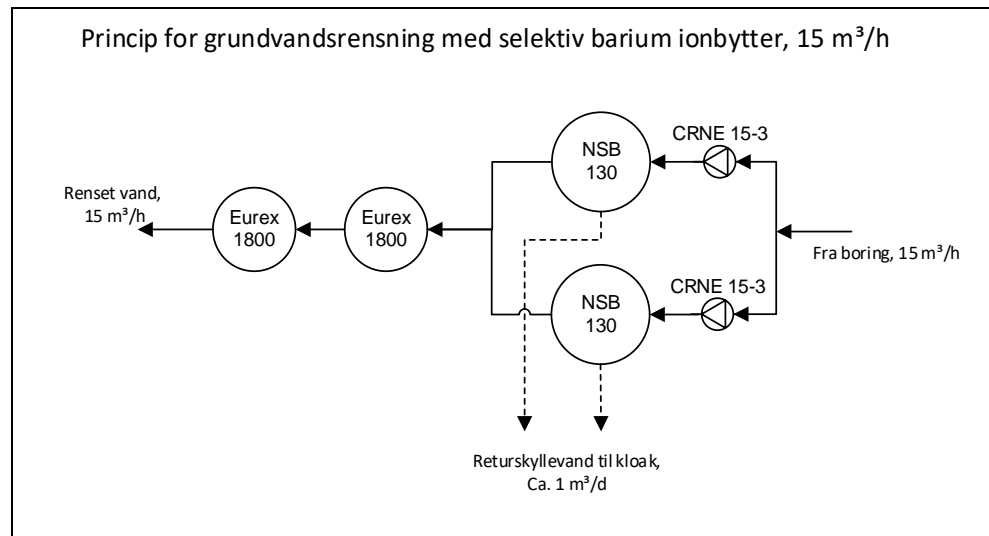 Princip for grundvandsrensning med selektiv barium ionbytter, 15 m³/h
CRNE 15-3
NSB
130
Renset vand,
15 m³/h
Eurex
1800
Eurex
1800
Fra boring, 15 m³/h
CRNE 15-3
NSB
130
Returskyllevand til kloak,
Ca. 1 m³/d